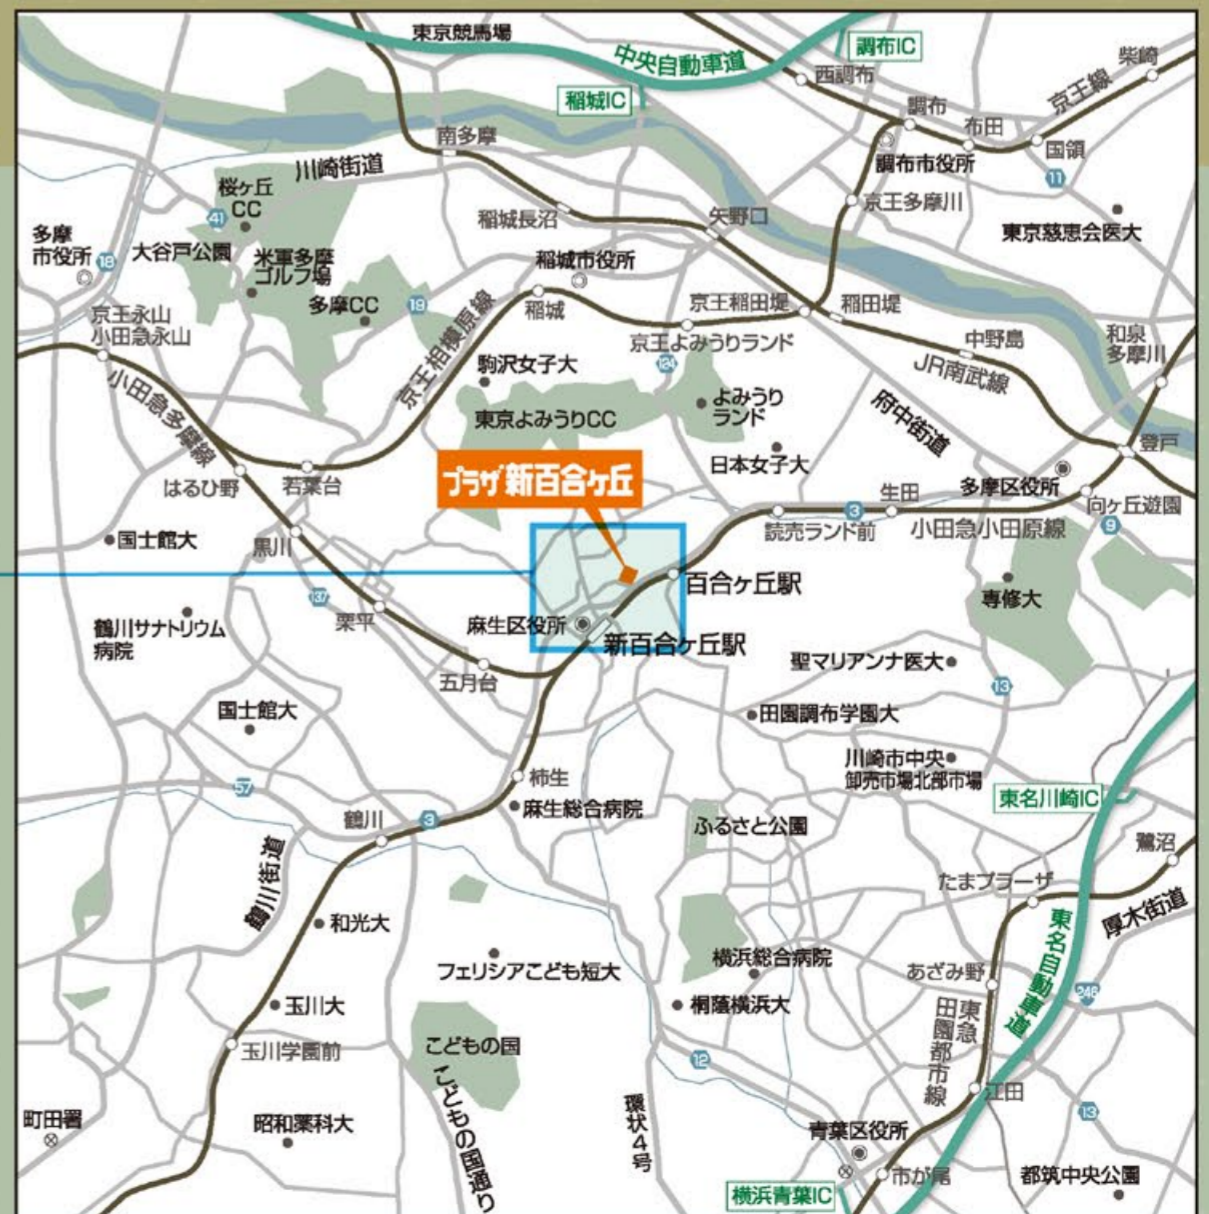 東京競馬場
中央自動車道
調布IC
柴崎
西調布
稲城IC
京王線
調布
布田
南多摩
国領
調布市役所
川崎街道
11
桜ヶ丘
CC
京王多摩川
41
稲城長沼
矢野口
多摩
市役所
18
大谷戸公園
東京慈恵会医大
米軍多摩
ゴルフ場
稲城市役所
多摩CC
19
京王稲田堤
稲田堤
稲城
京王永山
小田急永山
京王相模原線
京王よみうりランド
中野島
和泉
多摩川
124
駒沢女子大
JR南武線
小田急多摩線
東京よみうりCC
よみうり
ランド
府中街道
登戸
日本女子大
プラザ新百合ヶ丘
はるひ野
若葉台
多摩区役所
生田
向ヶ丘遊園
3
読売ランド前
小田急小田原線
9
国士館大
黒川
百合ヶ丘駅
137
専修大
栗平
麻生区役所
鶴川サナトリウム
病院
新百合ヶ丘駅
聖マリアンナ医大
五月台
13
国士館大
田園調布学園大
川崎市中央
卸売市場北部市場
柿生
57
東名川崎IC
麻生総合病院
鶴川
3
ふるさと公園
鷺沼
鶴川街道
たまプラーザ
厚木街道
和光大
東名自動車道
横浜総合病院
フェリシアこども短大
あざみ野
246
玉川大
桐蔭横浜大
東急
田園都市線
こどもの国
玉川学園前
12
こどもの国通り
江田
環状4号
13
町田署
昭和薬科大
青葉区役所
市が尾
都筑中央公園
横浜青葉IC